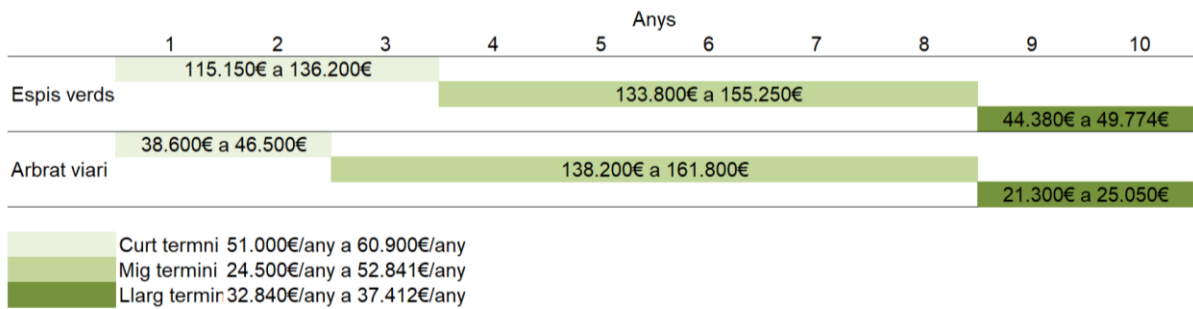 Anys
1 2 3 4 5 6 7 8 9 10
115.150€ a 136.200€
Espis verds
133.800€ a 155.250€
44.380€ a 49.774€
38.600€ a 46.500€
Arbrat viari
138.200€ a 161.800€
21.300€ a 25.050€
Curt termni 51.000€/any a 60.900€/any
Mig termini 24.500€/any a 52.841€/any
Llarg termin 32.840€/any a 37.412€/any